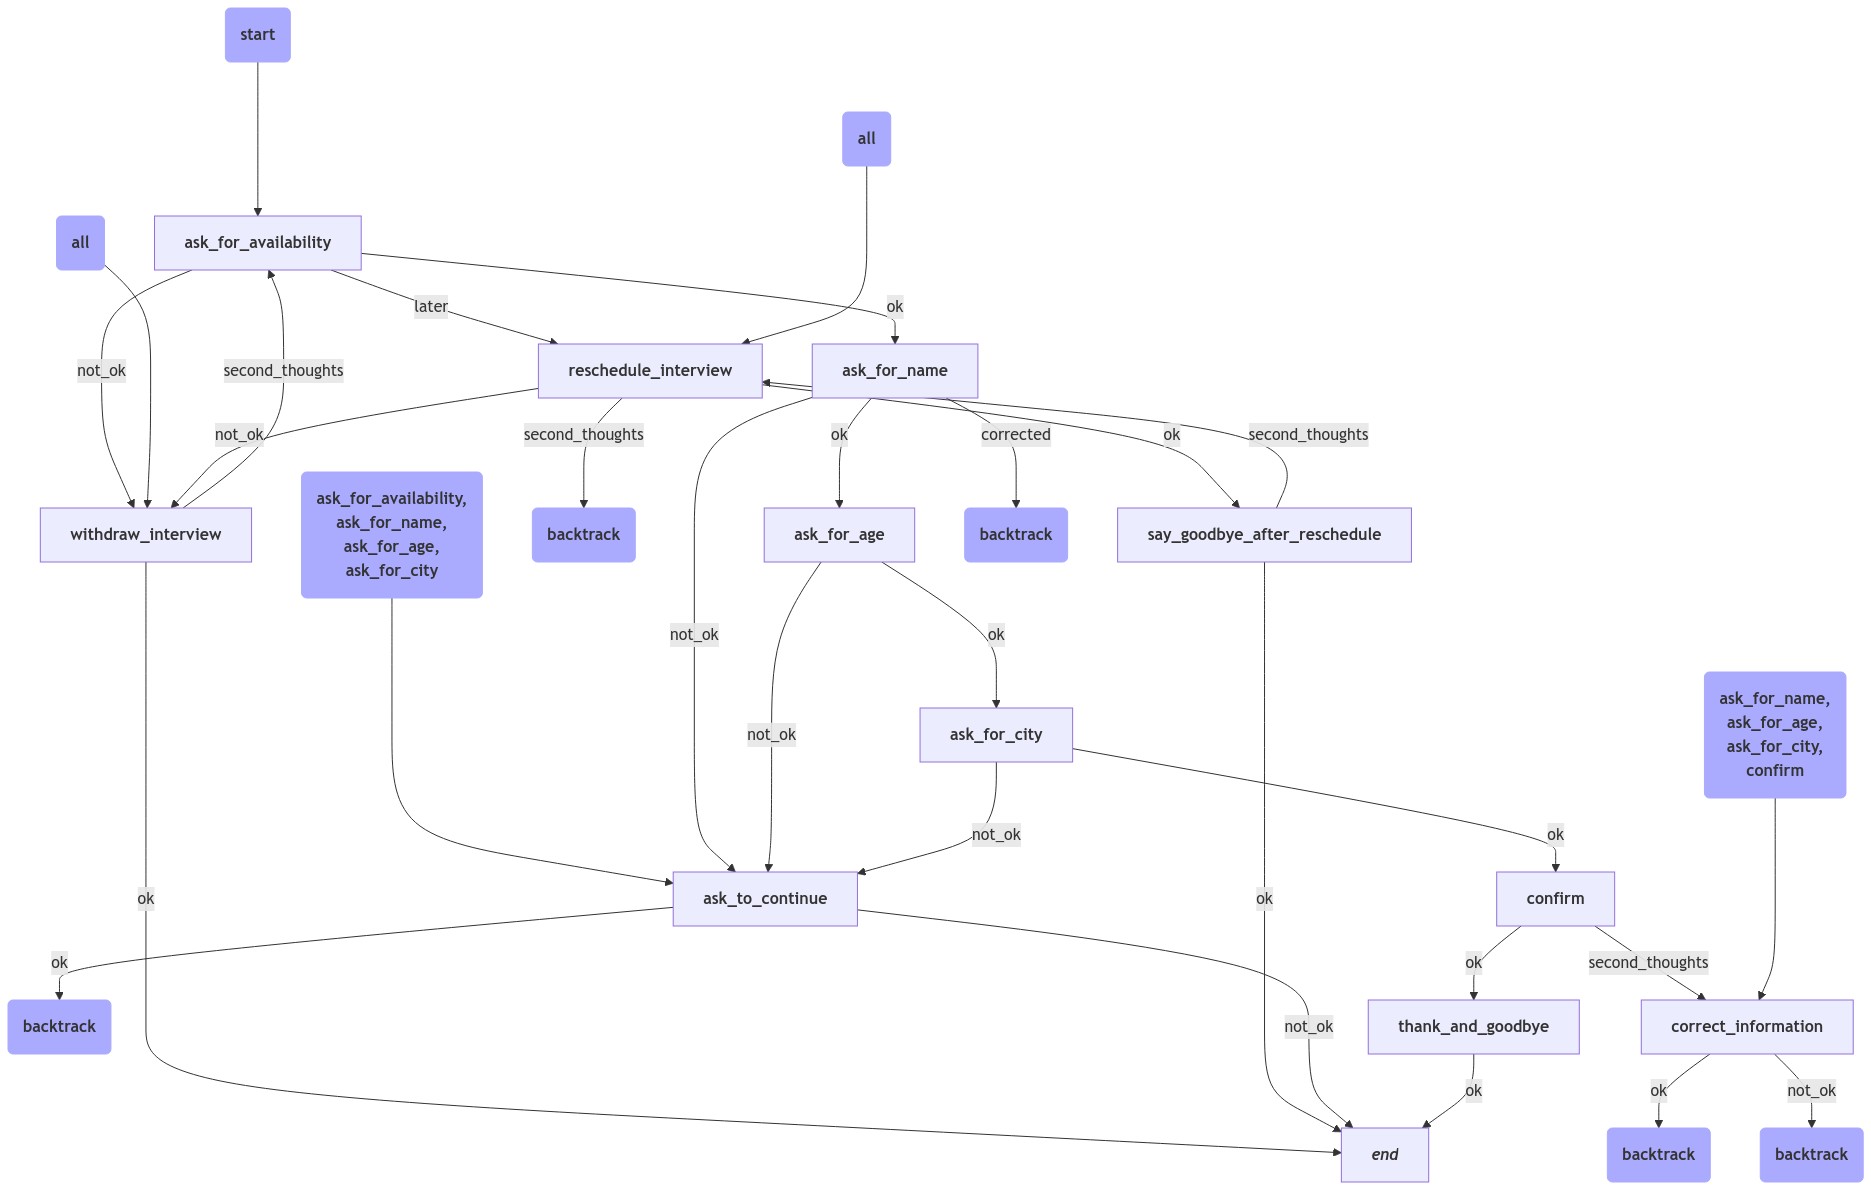 start
all
all
ask_for_availability
later
ok
not_ok
second_thoughts
reschedule_interview
ask_for_name
not_ok
second_thoughts
ok
corrected
ok
second_thoughts
ask_for_availability,
ask_for_name,
ask_for_age,
ask_for_city
withdraw_interview
backtrack
ask_for_age
backtrack
say_goodbye_after_reschedule
not_ok
ok
ask_for_name,
ask_for_age,
ask_for_city,
confirm
not_ok
ask_for_city
not_ok
ok
ok
ask_to_continue
ok
confirm
ok
ok
second_thoughts
backtrack
not_ok
thank_and_goodbye
correct_information
ok
ok
not_ok
end
backtrack
backtrack